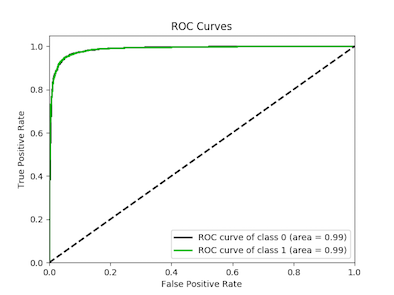 ROC Curves
True Positive Rate
1.0
0.8
0.6
0.4
0.2
0.0
ROC curve of class 0 (area = 0.99)
ROC curve of class 1 (area = 0.99)
0.0 0.2 0.4 0.6 0.8 1.0
False Positive Rate